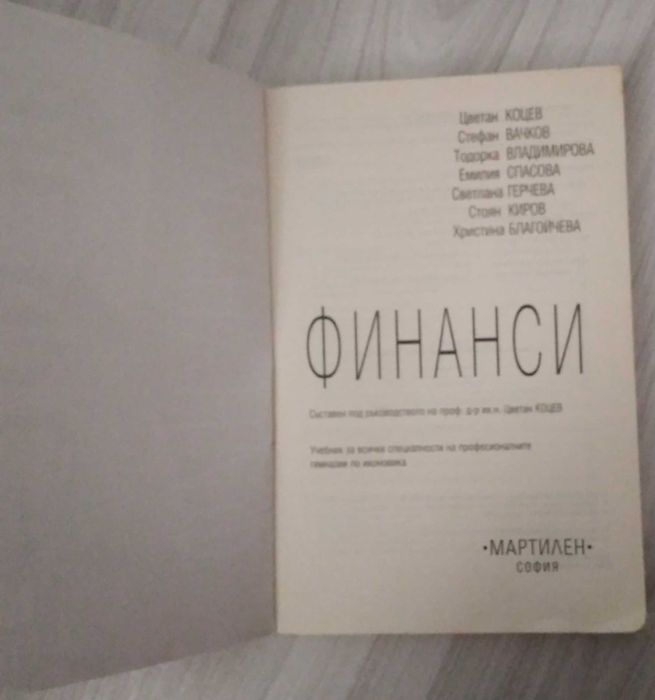 Цветан КОЦЕВ
Стефан ВАЧКОВ
Тодорка ВЛАДИМИРОВА
Емилия СПАСОВА
Светлана ГЕРЧЕВА
Стоян КИРОВ
Христина БЛАГОЙЧЕВА
ФИНАНСИ
Съставен под ръководството на проф. д-р ик.н. Цветан КОЦЕВ
Учебник за всички специалности на професионалните
гимназии по икономика
•МАРТИЛЕН•
СОФИЯ